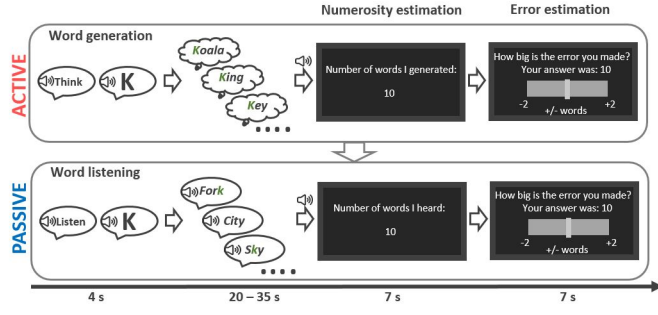 Numerosity estimation
Error estimation
ACTIVE
Word generation
Think
K
Koala
King
Key
Number of words I generated:
10
How big is the error you made?
Your answer was: 10
-2
+2
+/- words
PASSIVE
Word listening
Listen
K
Fork
City
Sky
Number of words I heard:
10
How big is the error you made?
Your answer was: 10
-2
+2
+/- words
4 s
20 – 35 s
7 s
7 s